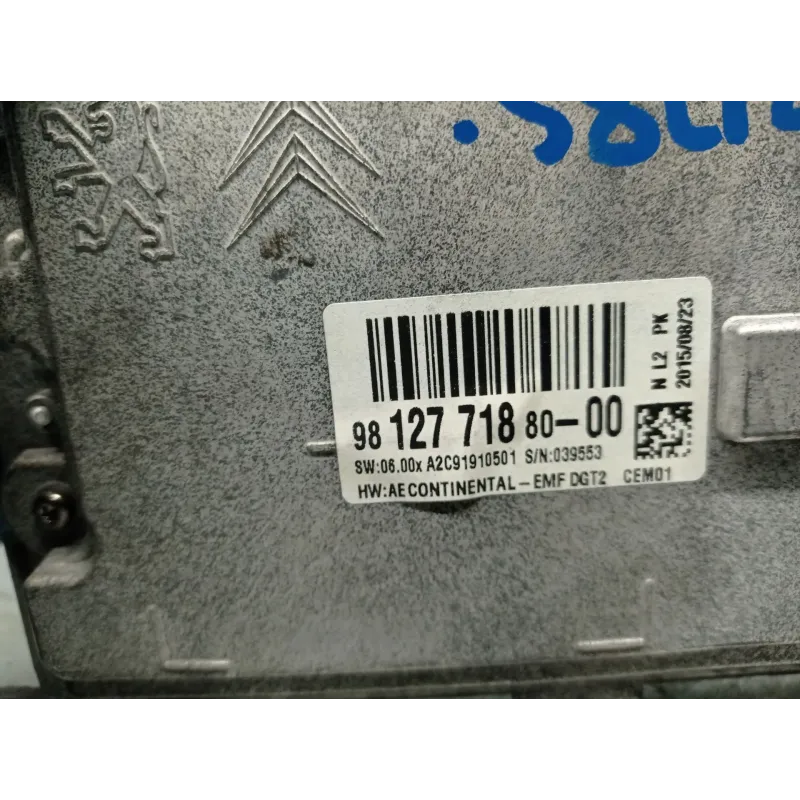 98 127 718 80-00
SW:06.00x A2C91910501 S/N:039553
HW:AE CONTINENTAL-EMF DGT2 CEM01
N L2 PK
2015/08/23